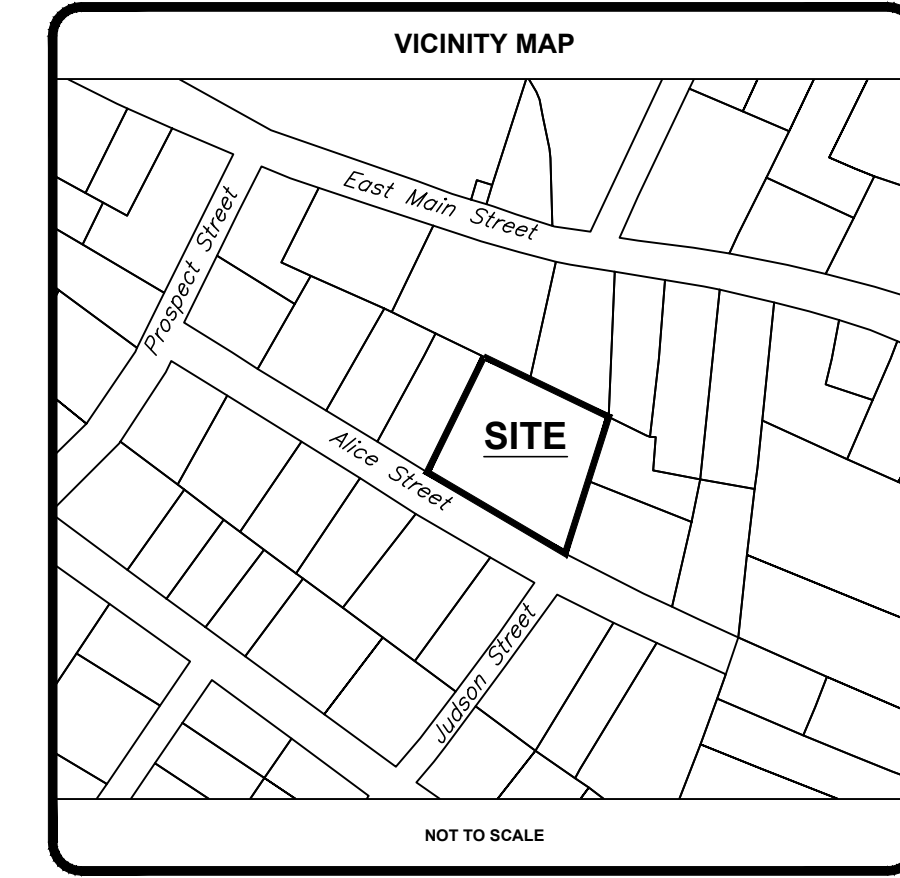 VICINITY MAP
East Main Street
Prospect Street
SITE
Alice Street
Judson Street
NOT TO SCALE